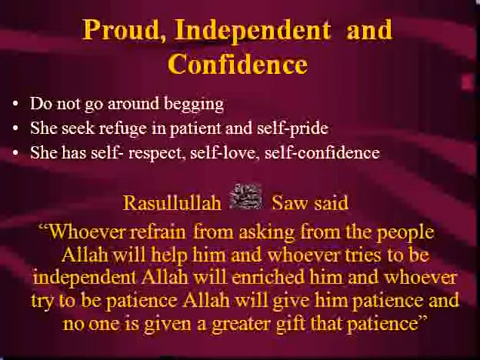 Proud, Independent and
Confidence
• Do not go around begging
• She seek refuge in patient and self-pride
• She has self- respect, self-love, self-confidence
Rasullullah Saw said
“Whoever refrain from asking from the people
Allah will help him and whoever tries to be
independent Allah will enriched him and whoever
try to be patience Allah will give him patience and
no one is given a greater gift that patience”